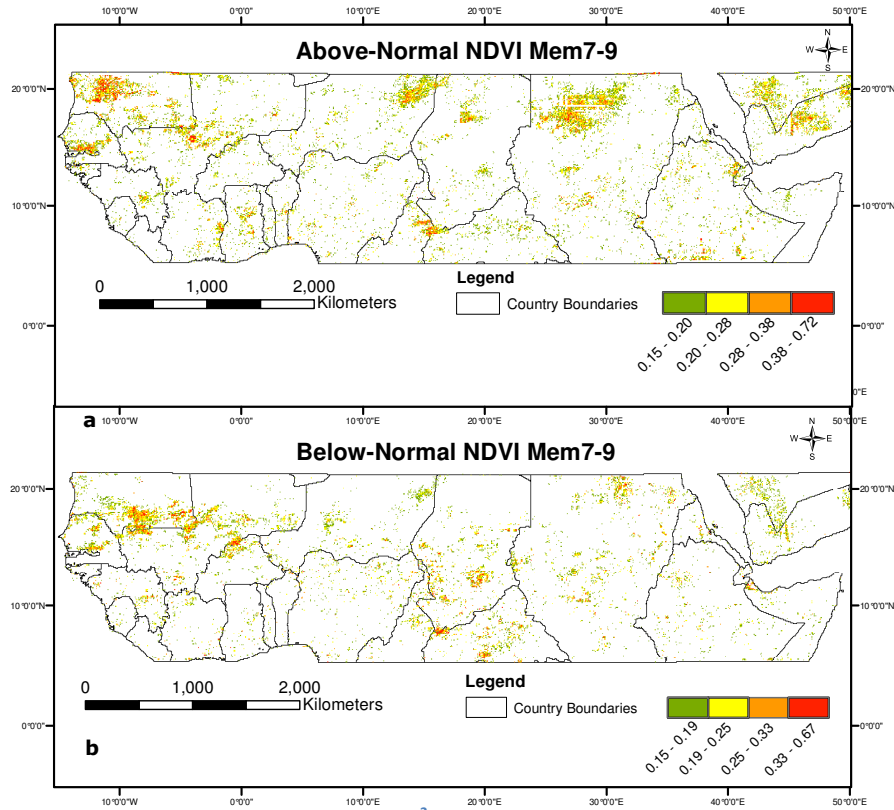 10°0'0"W 0°0'0" 10°0'0"E 20°0'0"E 30°0'0"E 40°0'0"E 50°0'0"E
Above-Normal NDVI Mem7-9
N
W E
S
20°0'0"N 20°0'0"N
10°0'0"N 10°0'0"N
Legend
0 1,000 2,000
Kilometers
Country Boundaries
0.15 - 0.20 0.20 - 0.28 0.28 - 0.38 0.38 - 0.72
0°0'0" 0°0'0"
0"E
a
10°0'0"W 0°0'0" 10°0'0"E 20°0'0"E 30°0'0"E 40°0'0"E 50°0'0"E
Below-Normal NDVI Mem7-9
N
W E
S
20°0'0"N 20°0'0"N
10°0'0"N 10°0'0"N
Legend
0 1,000 2,000
Kilometers
Country Boundaries
0.15 - 0.19 0.19 - 0.25 0.25 - 0.33 0.33 - 0.67
0°0'0" 0°0'0"
b
10°0'0"W 0°0'0" 10°0'0"E 20°0'0"E 30°0'0"E 40°0'0"E 50°0'0"E